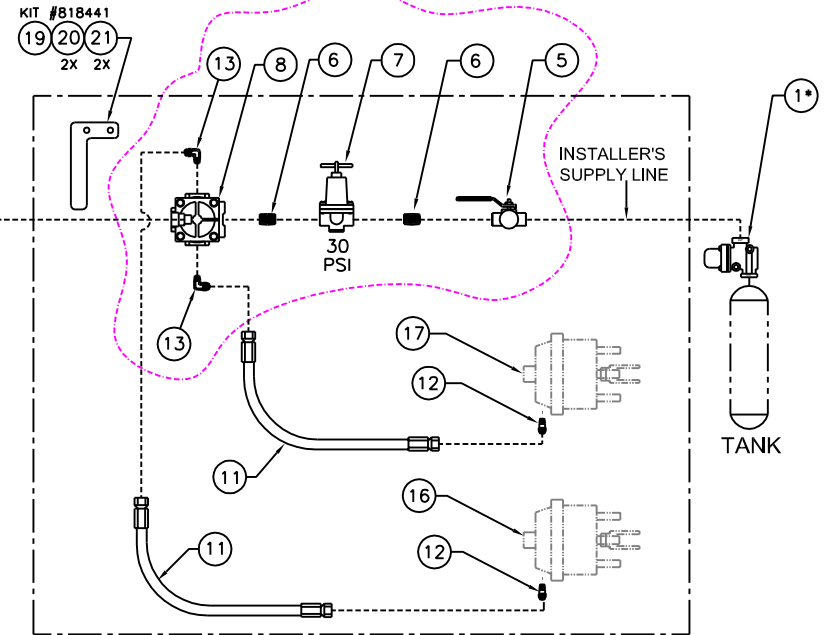 KIT #818441
19 20 21
2X 2X
13
8
6
7
6
5
1*
INSTALLER'S
SUPPLY LINE
30
PSI
13
17
12
TANK
11
16
11
12